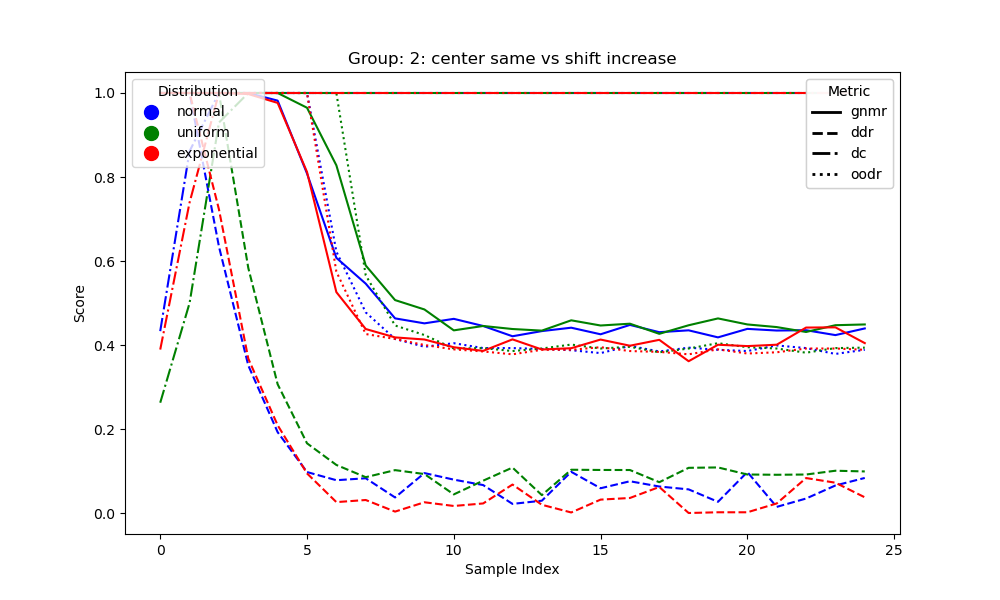 Group: 2: center same vs shift increase
Distribution
normal
uniform
exponential
Metric
gnmr
ddr
dc
oodr
Score
1.0
0.8
0.6
0.4
0.2
0.0
0 5 10 15 20 25
Sample Index